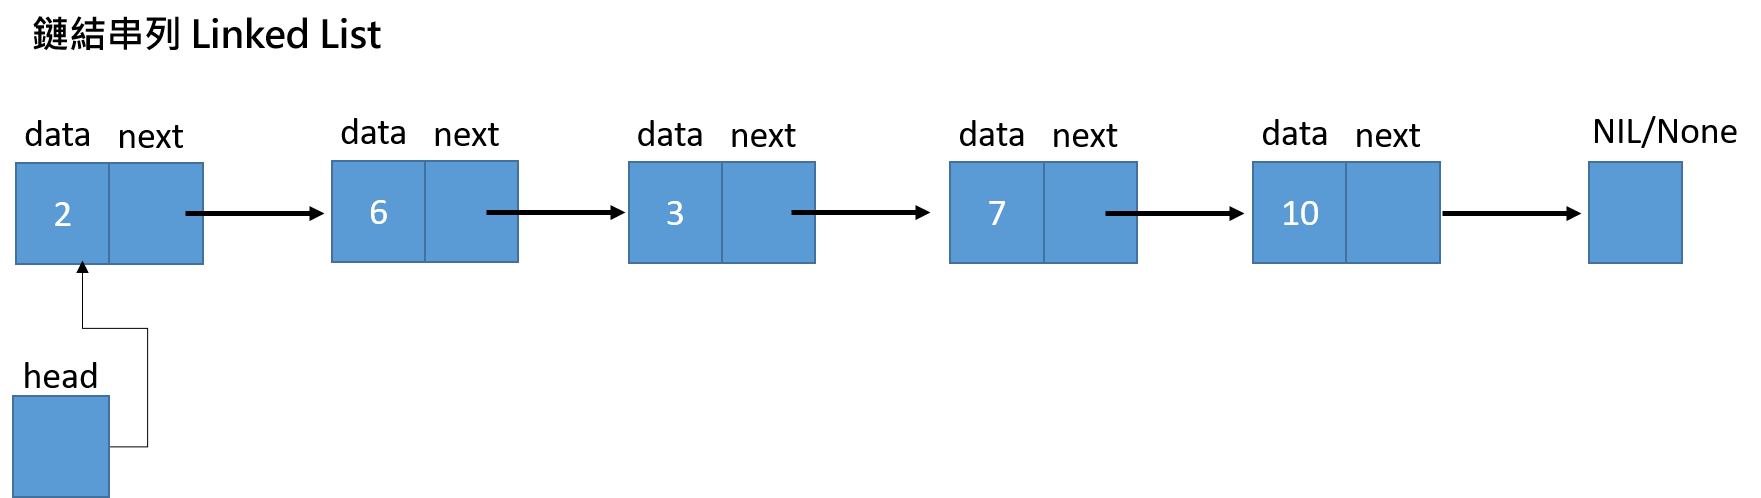 鏈結串列 Linked List
data next data next data next data next data next NIL/None
2 6 3 7 10
head